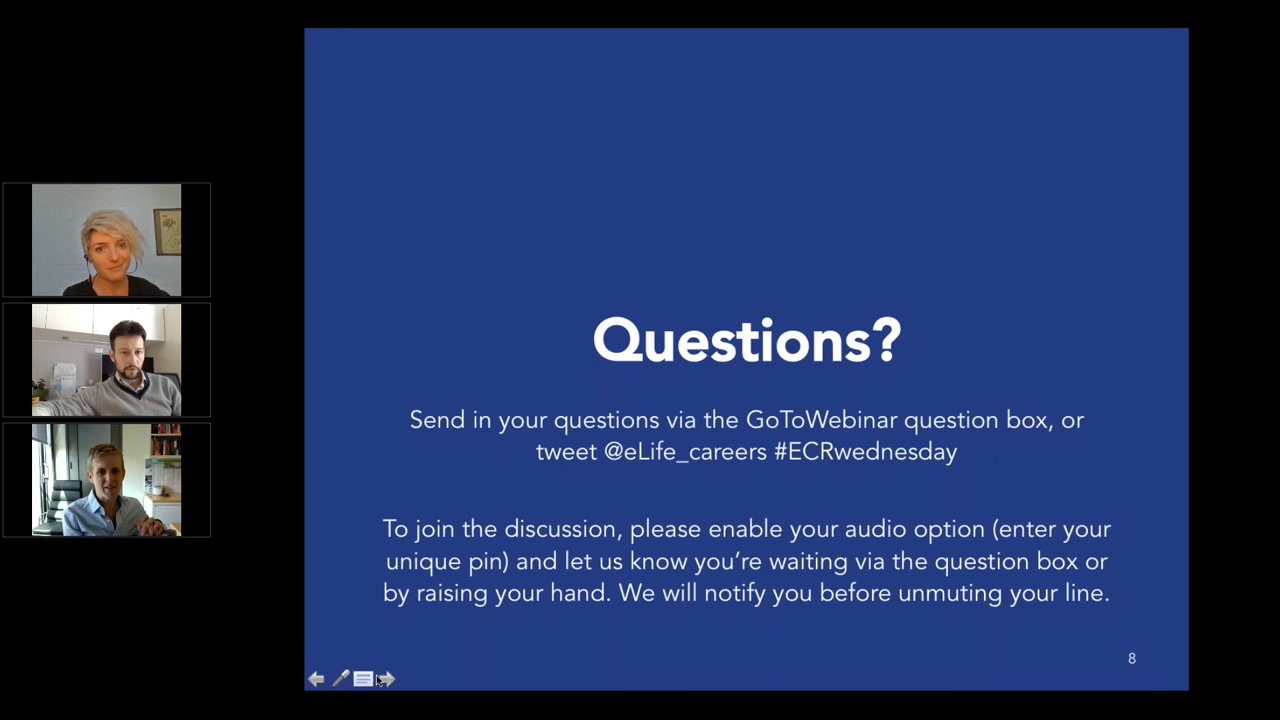 Questions?
Send in your questions via the GoToWebinar question box, or
tweet @eLife_careers #ECRwednesday
To join the discussion, please enable your audio option (enter your
unique pin) and let us know you’re waiting via the question box or
by raising your hand. We will notify you before unmuting your line.
8